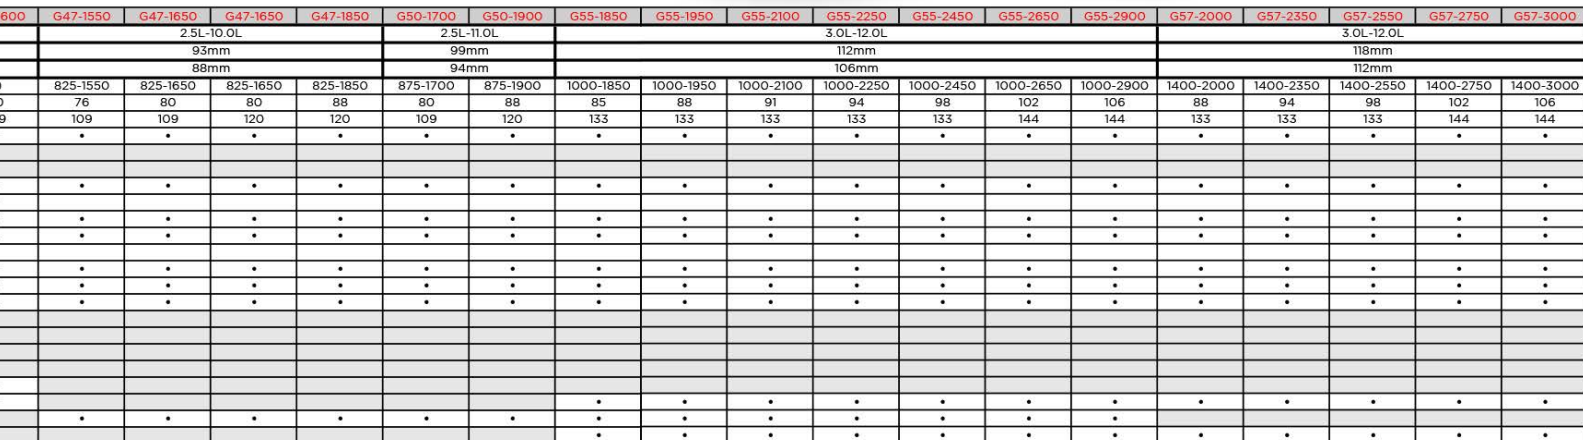 600 G47-1550 G47-1650 G47-1650 G47-1850 G50-1700 G50-1900 G55-1850 G55-1950 G55-2100 G55-2250 G55-2450 G55-2650 G55-2900 G57-2000 G57-2350 G57-2550 G57-2750 G57-3000
2.5L-10.0L 2.5L-11.0L 3.0L-12.0L 3.0L-12.0L
93mm 99mm 112mm 118mm
88mm 94mm 106mm 112mm
825-1550 825-1650 825-1650 825-1850 875-1700 875-1900 1000-1850 1000-1950 1000-2100 1000-2250 1000-2450 1000-2650 1000-2900 1400-2000 1400-2350 1400-2550 1400-2750 1400-3000
76 80 80 88 80 88 85 88 91 94 98 102 106 88 94 98 102 106
9 109 109 120 120 109 120 133 133 133 133 133 144 144 133 133 133 144 144